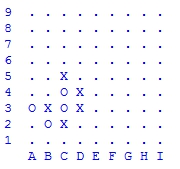 9 . . . . . . . . .
8 . . . . . . . . .
7 . . . . . . . . .
6 . . . . . . . . .
5 . . X . . . . . .
4 . . O X . . . . .
3 O X O X . . . . .
2 . O X . . . . . .
1 . . . . . . . . .
A B C D E F G H I